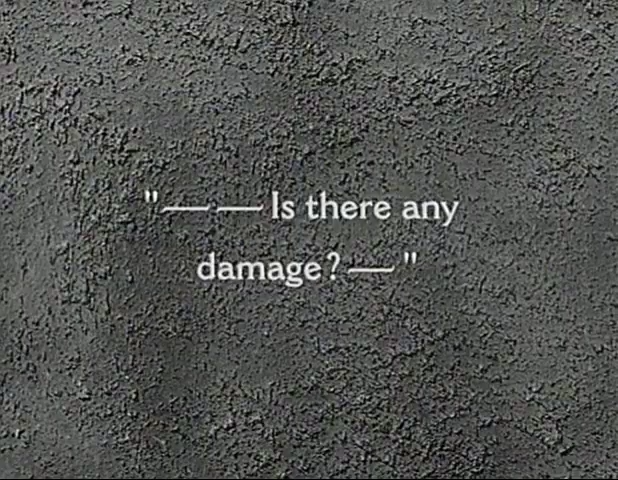 "— — Is there any
damage? — "